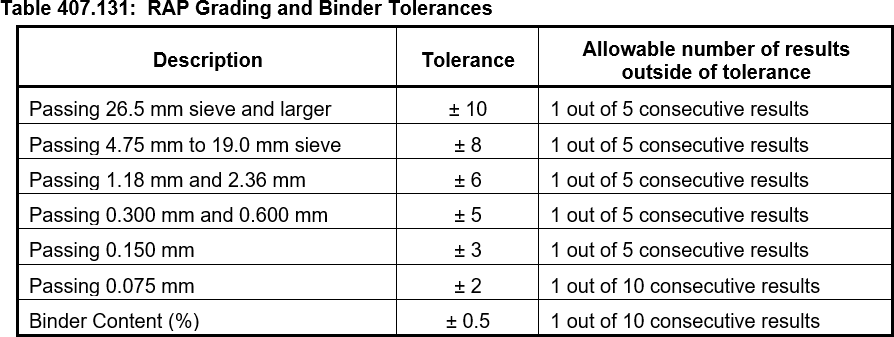 Table 407.131:  RAP Grading and Binder Tolerances
Description Tolerance Allowable number of results
outside of tolerance
Passing 26.5 mm sieve and larger ± 10 1 out of 5 consecutive results
Passing 4.75 mm to 19.0 mm sieve ± 8 1 out of 5 consecutive results
Passing 1.18 mm and 2.36 mm ± 6 1 out of 5 consecutive results
Passing 0.300 mm and 0.600 mm ± 5 1 out of 5 consecutive results
Passing 0.150 mm ± 3 1 out of 5 consecutive results
Passing 0.075 mm ± 2 1 out of 10 consecutive results
Binder Content (%) ± 0.5 1 out of 10 consecutive results